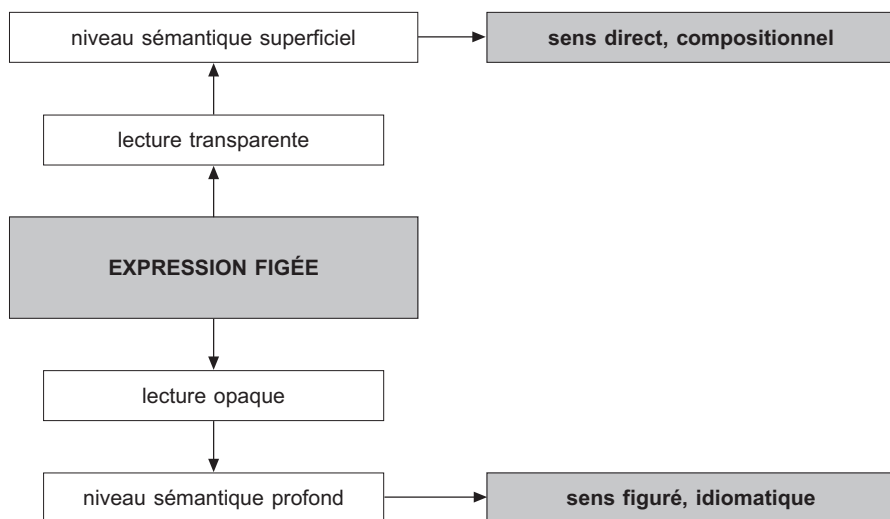 niveau sémantique superficiel
sens direct, compositionnel
lecture transparente
EXPRESSION FIGÉE
lecture opaque
niveau sémantique profond
sens figuré, idiomatique